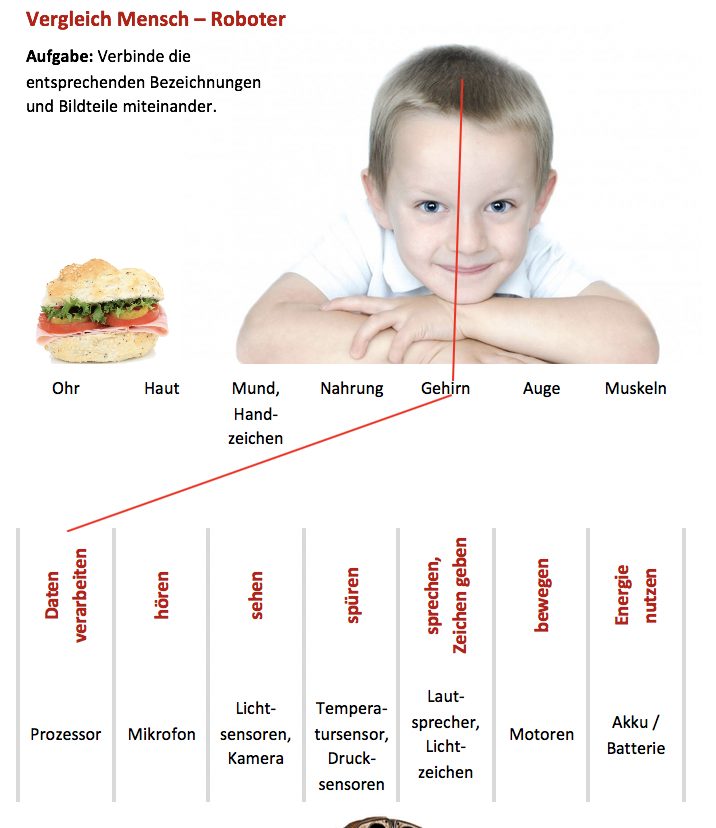 Vergleich Mensch – Roboter
Aufgabe: Verbinde die
entsprechenden Bezeichnungen
und Bildteile miteinander.
Ohr
Haut
Mund,
Hand-
zeichen
Nahrung
Gehirn
Auge
Muskeln
Daten
verarbeiten
hören
sehen
spüren
sprechen,
Zeichen geben
bewegen
Energie
nutzen
Prozessor
Mikrofon
Licht-
sensoren,
Kamera
Tempera-
tursensor,
Druck-
sensoren
Laut-
sprecher,
Licht-
zeichen
Motoren
Akku /
Batterie